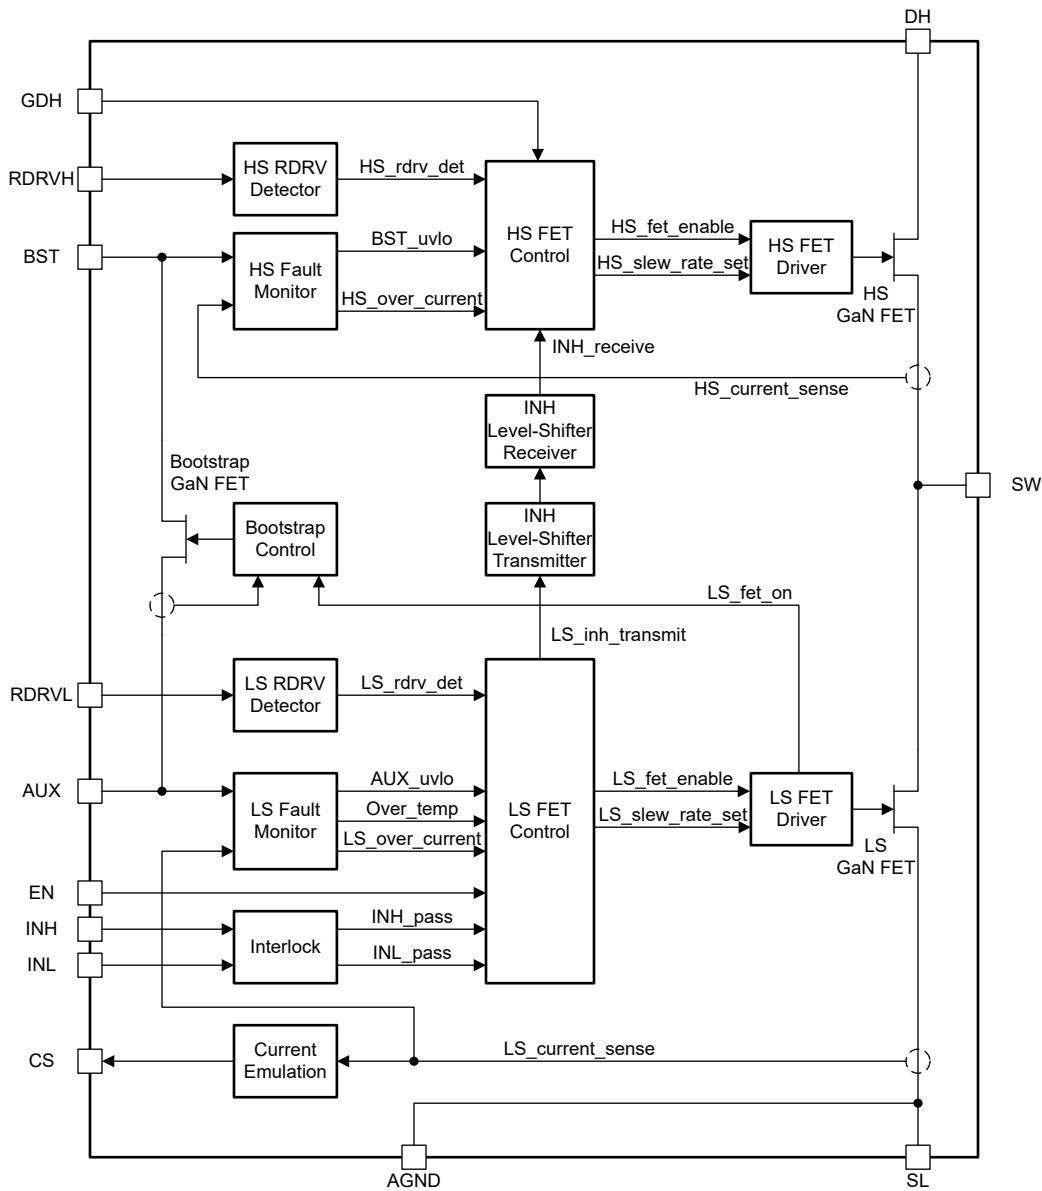 DH
GDH
HS RDRV
Detector
HS_rdrv_det
RDRVH
BST
HS Fault
Monitor
BST_uvlo
HS_over_current
HS FET
Control
HS_fet_enable
HS_slew_rate_set
HS FET
Driver
HS
GaN FET
INH_receive
HS_current_sense
INH
Level-Shifter
Receiver
Bootstrap
GaN FET
SW
Bootstrap
Control
INH
Level-Shifter
Transmitter
LS_fet_on
LS_inh_transmit
RDRVL
LS RDRV
Detector
LS_rdrv_det
AUX
LS Fault
Monitor
AUX_uvlo
Over_temp
LS_over_current
LS FET
Control
LS_fet_enable
LS_slew_rate_set
LS FET
Driver
LS
GaN FET
EN
INH
INL
Interlock
INH_pass
INL_pass
CS
Current
Emulation
LS_current_sense
AGND
SL